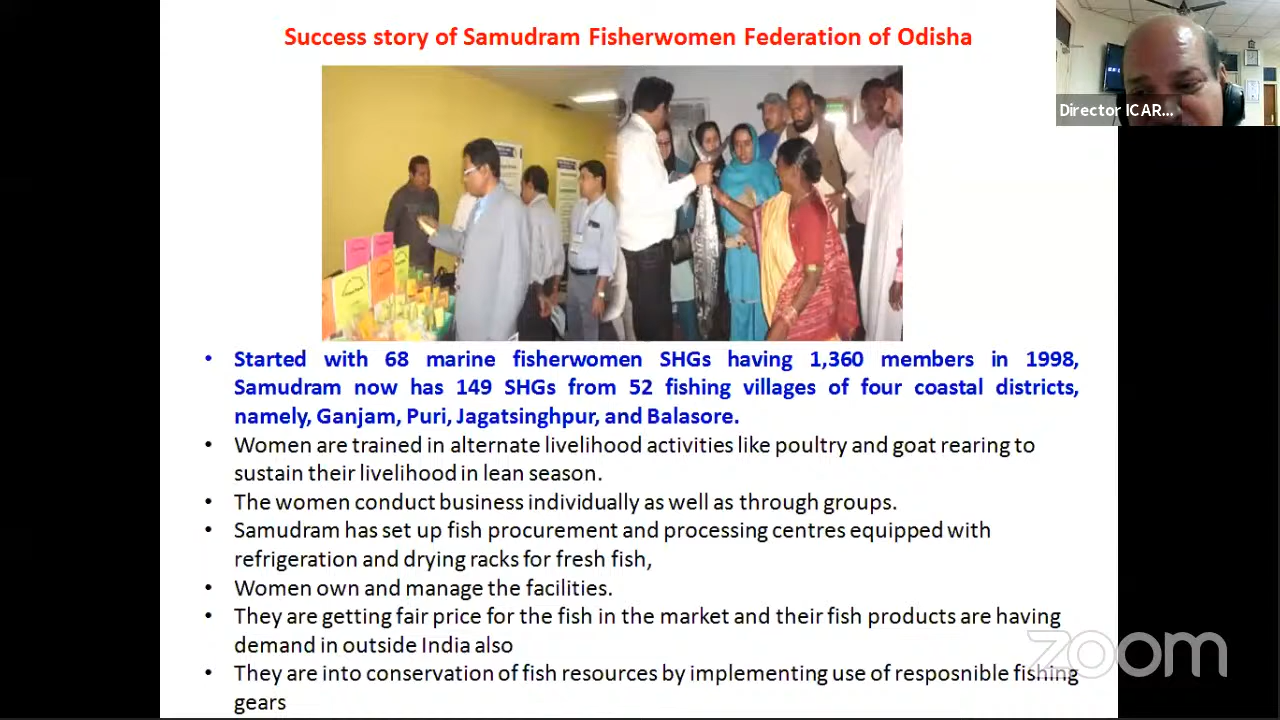 Success story of Samudram Fisherwomen Federation of Odisha
Director ICAR...
• Started with 68 marine fisherwomen SHGs having 1,360 members in 1998,
Samudram now has 149 SHGs from 52 fishing villages of four coastal districts,
namely, Ganjam, Puri, Jagatsinghpur, and Balasore.
• Women are trained in alternate livelihood activities like poultry and goat rearing to
sustain their livelihood in lean season.
• The women conduct business individually as well as through groups.
• Samudram has set up fish procurement and processing centres equipped with
refrigeration and drying racks for fresh fish,
• Women own and manage the facilities.
• They are getting fair price for the fish in the market and their fish products are having
demand in outside India also
• They are into conservation of fish resources by implementing use of resposnible fishing
gears
zoom